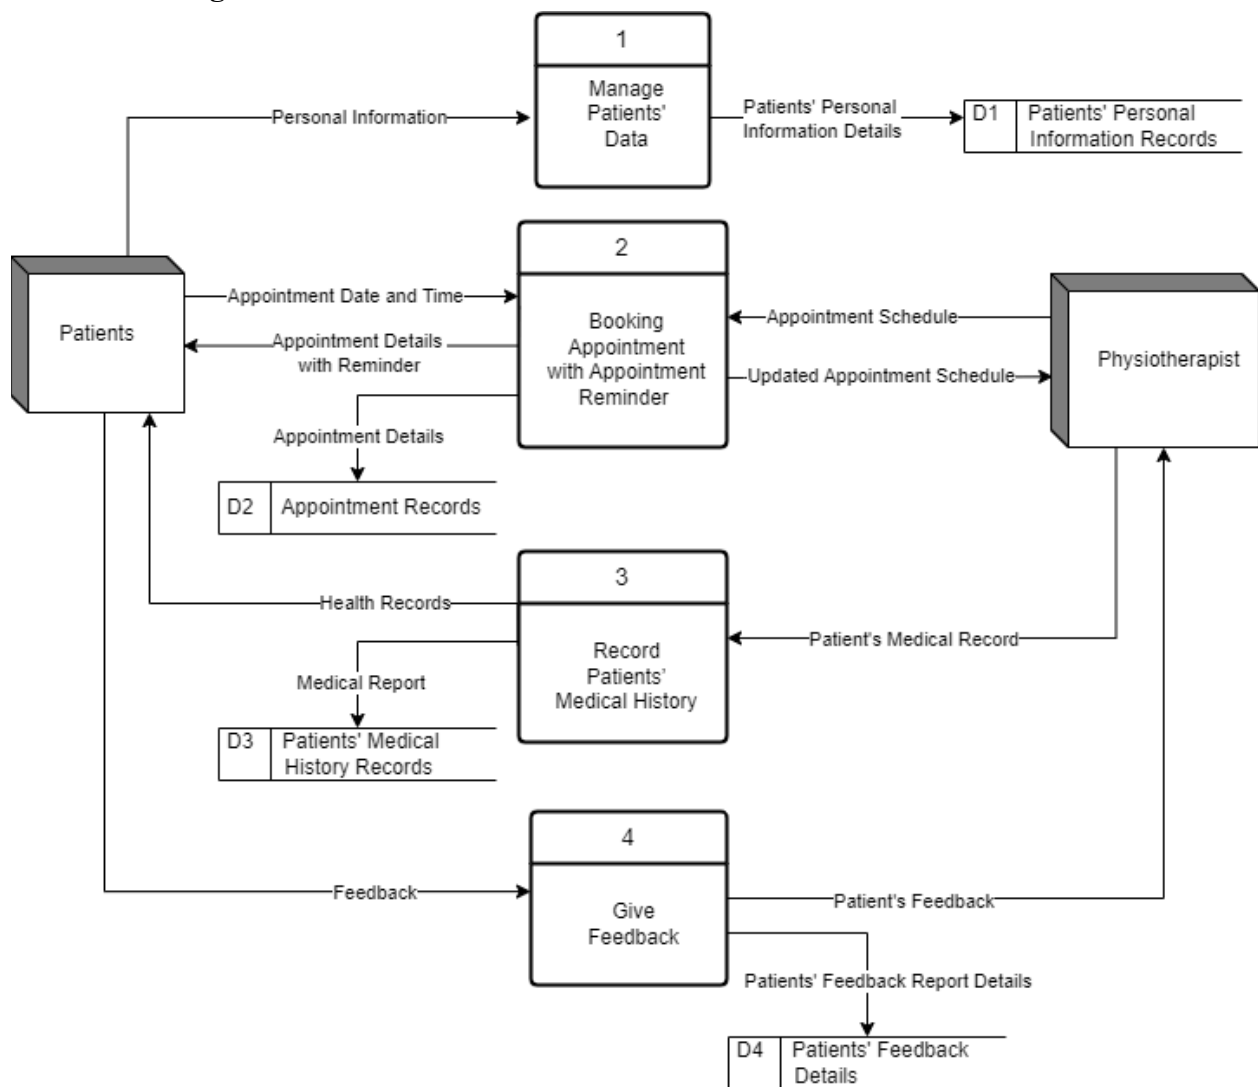 1
Manage
Patients'
Data
Personal Information
Patients' Personal
Information Details
D1
Patients' Personal
Information Records
2
Booking
Appointment
with Appointment
Reminder
Patients
Appointment Date and Time
Appointment Details
with Reminder
Appointment Schedule
Updated Appointment Schedule
Physiotherapist
Appointment Details
D2
Appointment Records
3
Record
Patients’
Medical History
Health Records
Patient's Medical Record
Medical Report
D3
Patients' Medical
History Records
4
Give
Feedback
Feedback
Patient's Feedback
Patients' Feedback Report Details
D4
Patients' Feedback
Details